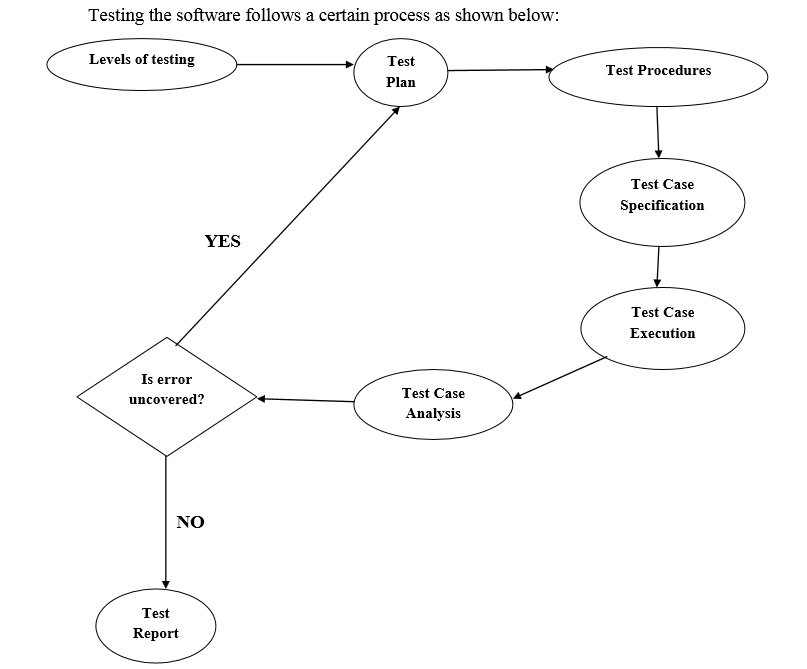 Testing the software follows a certain process as shown below:
Levels of testing
Test
Plan
Test Procedures
Test Case
Specification
YES
Test Case
Execution
Is error
uncovered?
Test Case
Analysis
NO
Test
Report